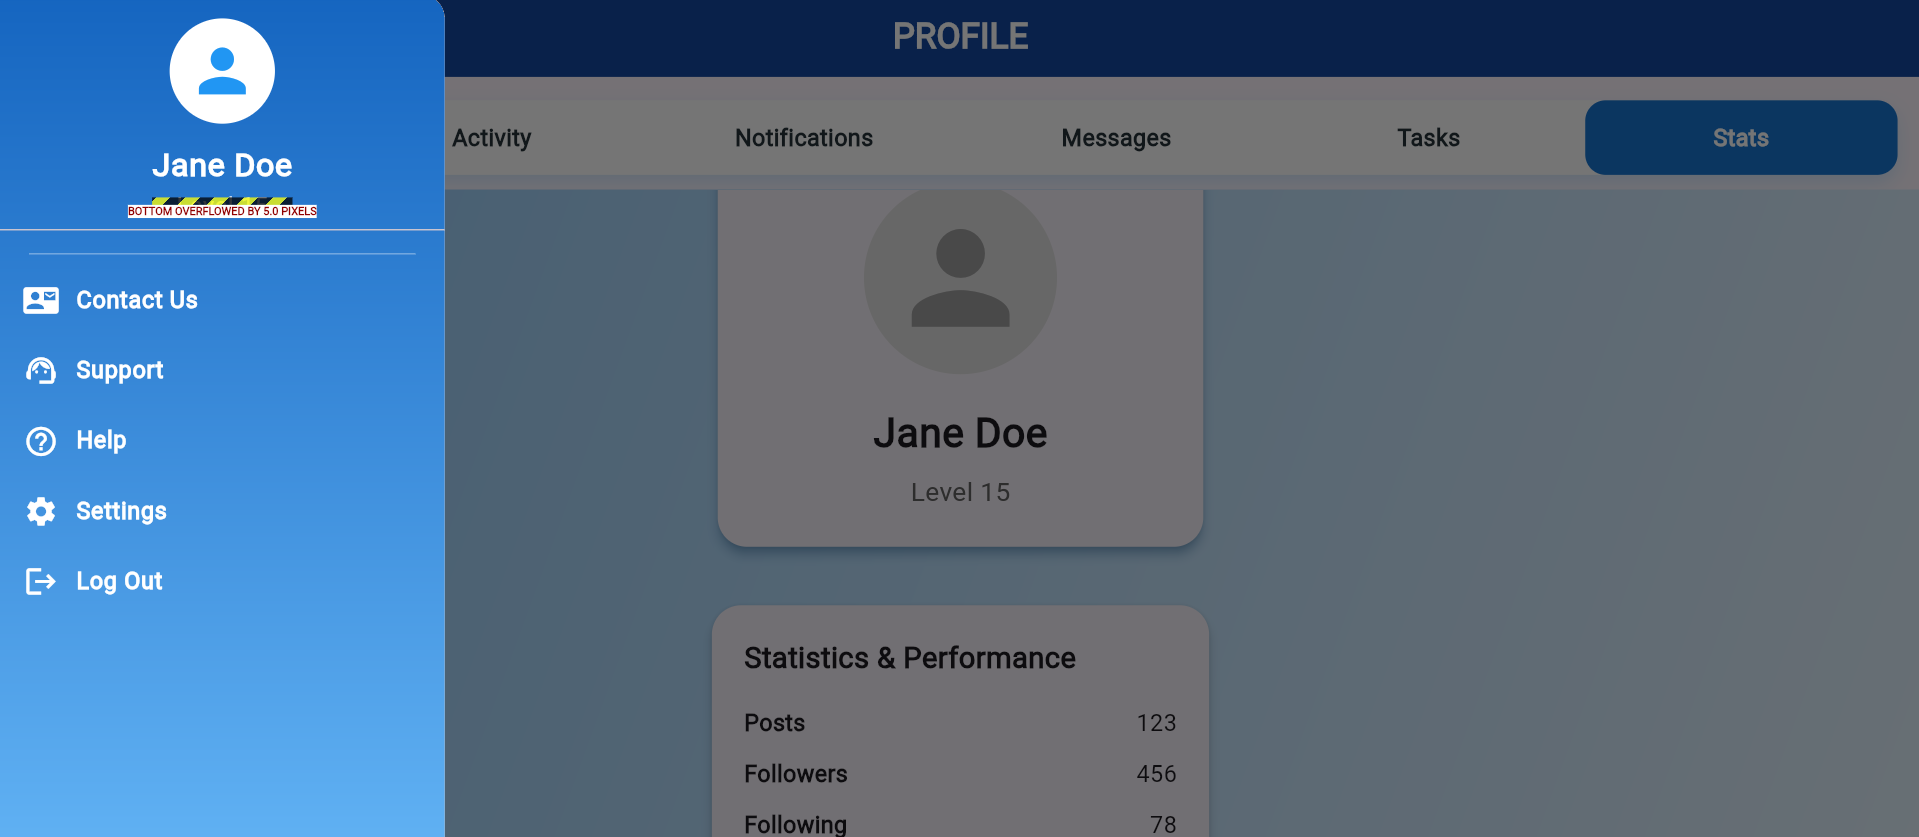 Jane Doe
BOTTOM OVERFLOWED BY 5.0 PIXELS
Contact Us
Support
Help
Settings
Log Out
PROFILE
Activity Notifications Messages Tasks Stats
Jane Doe
Level 15
Statistics & Performance
Posts 123
Followers 456
Following 78